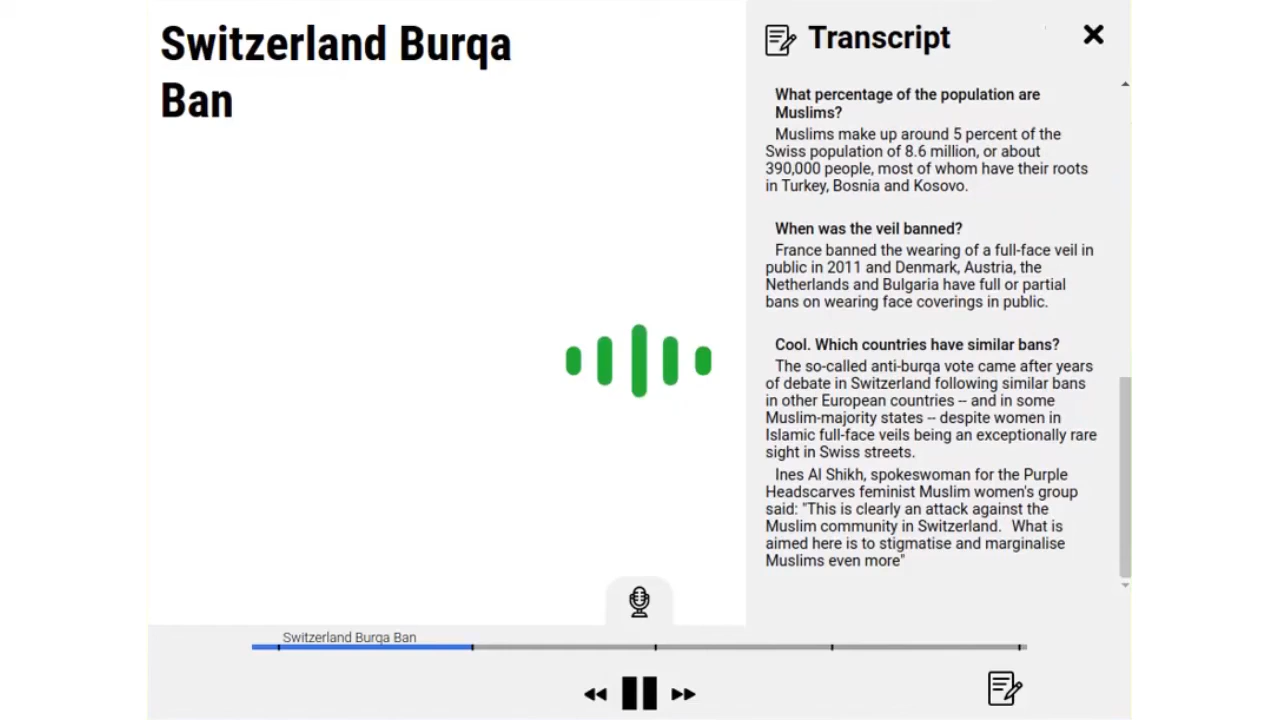 Switzerland Burqa
Ban
Transcript
What percentage of the population are
Muslims?
Muslims make up around 5 percent of the
Swiss population of 8.6 million, or about
390,000 people, most of whom have their roots
in Turkey, Bosnia and Kosovo.
When was the veil banned?
France banned the wearing of a full-face veil in
public in 2011 and Denmark, Austria, the
Netherlands and Bulgaria have full or partial
bans on wearing face coverings in public.
Cool. Which countries have similar bans?
The so-called anti-burqa vote came after years
of debate in Switzerland following similar bans
in other European countries -- and in some
Muslim-majority states -- despite women in
Islamic full-face veils being an exceptionally rare
sight in Swiss streets.
Ines Al Shikh, spokeswoman for the Purple
Headscarves feminist Muslim women's group
said: "This is clearly an attack against the
Muslim community in Switzerland. What is
aimed here is to stigmatise and marginalise
Muslims even more"
Switzerland Burqa Ban